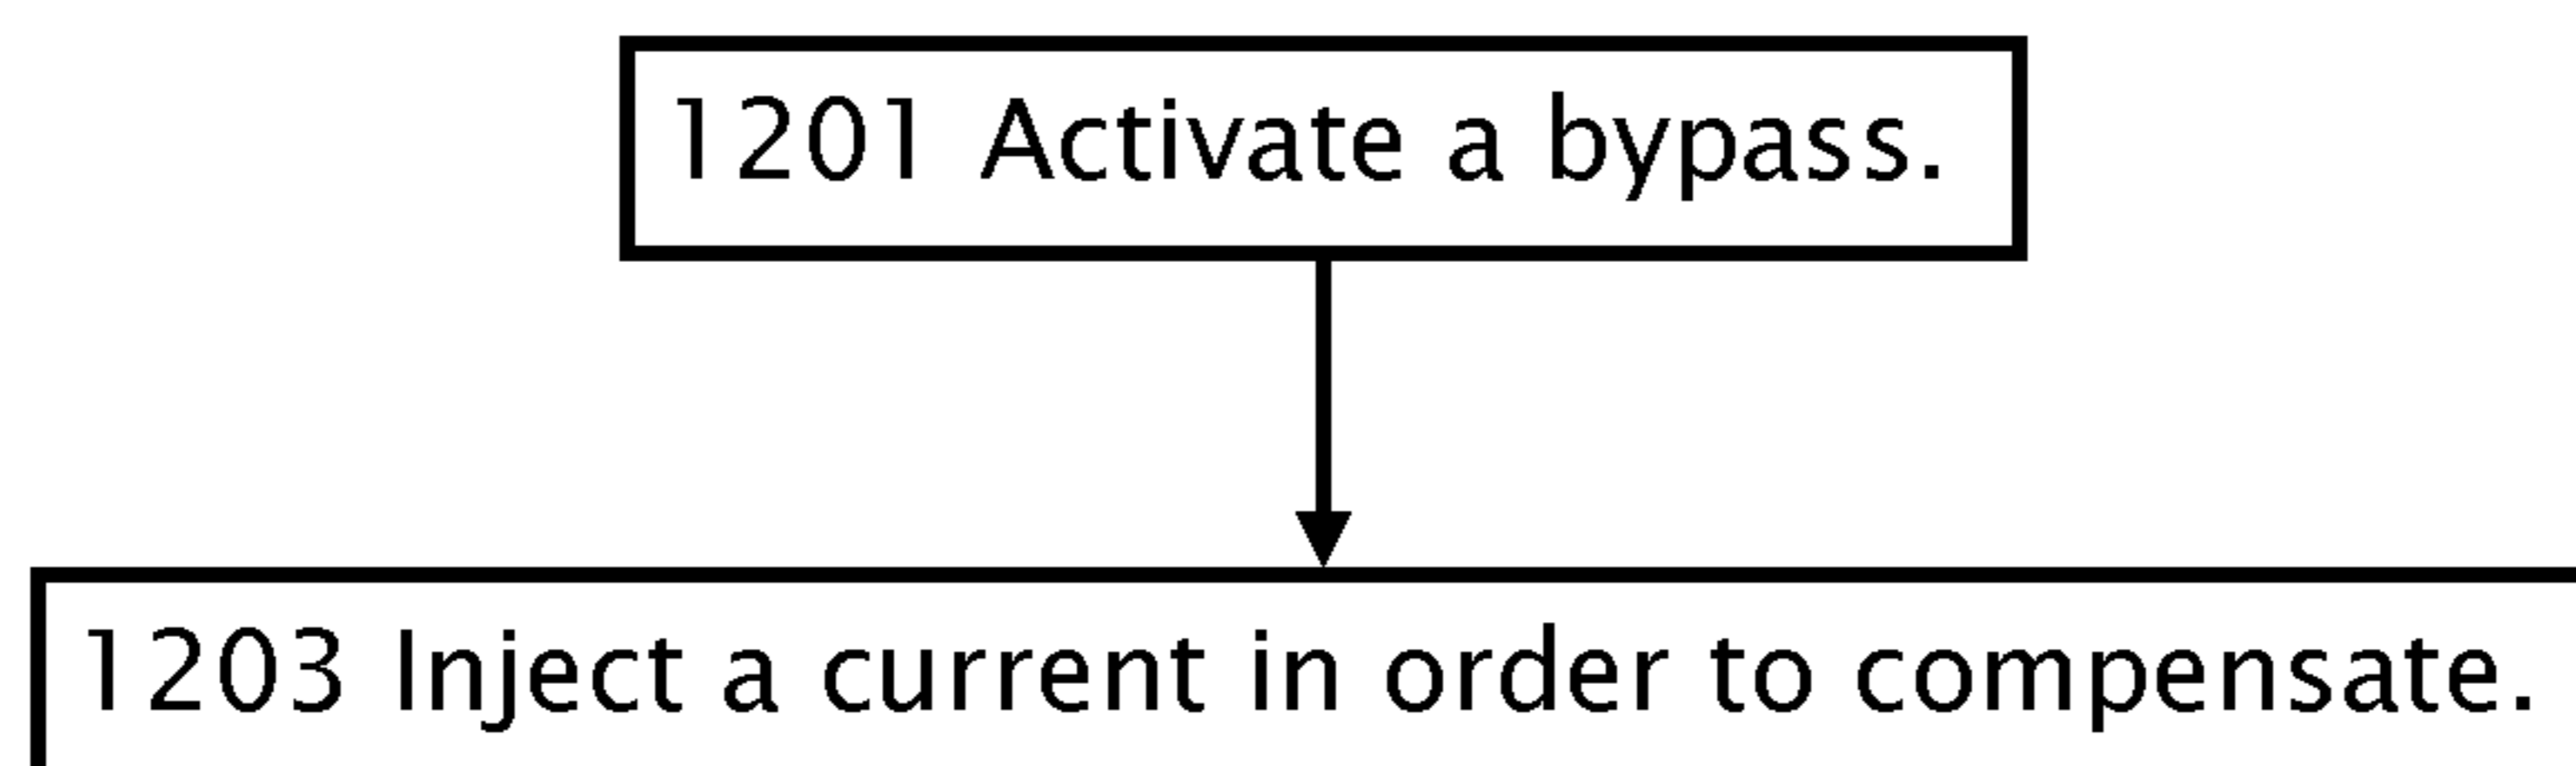 1201 Activate a bypass.
1203 Inject a current in order to compensate.